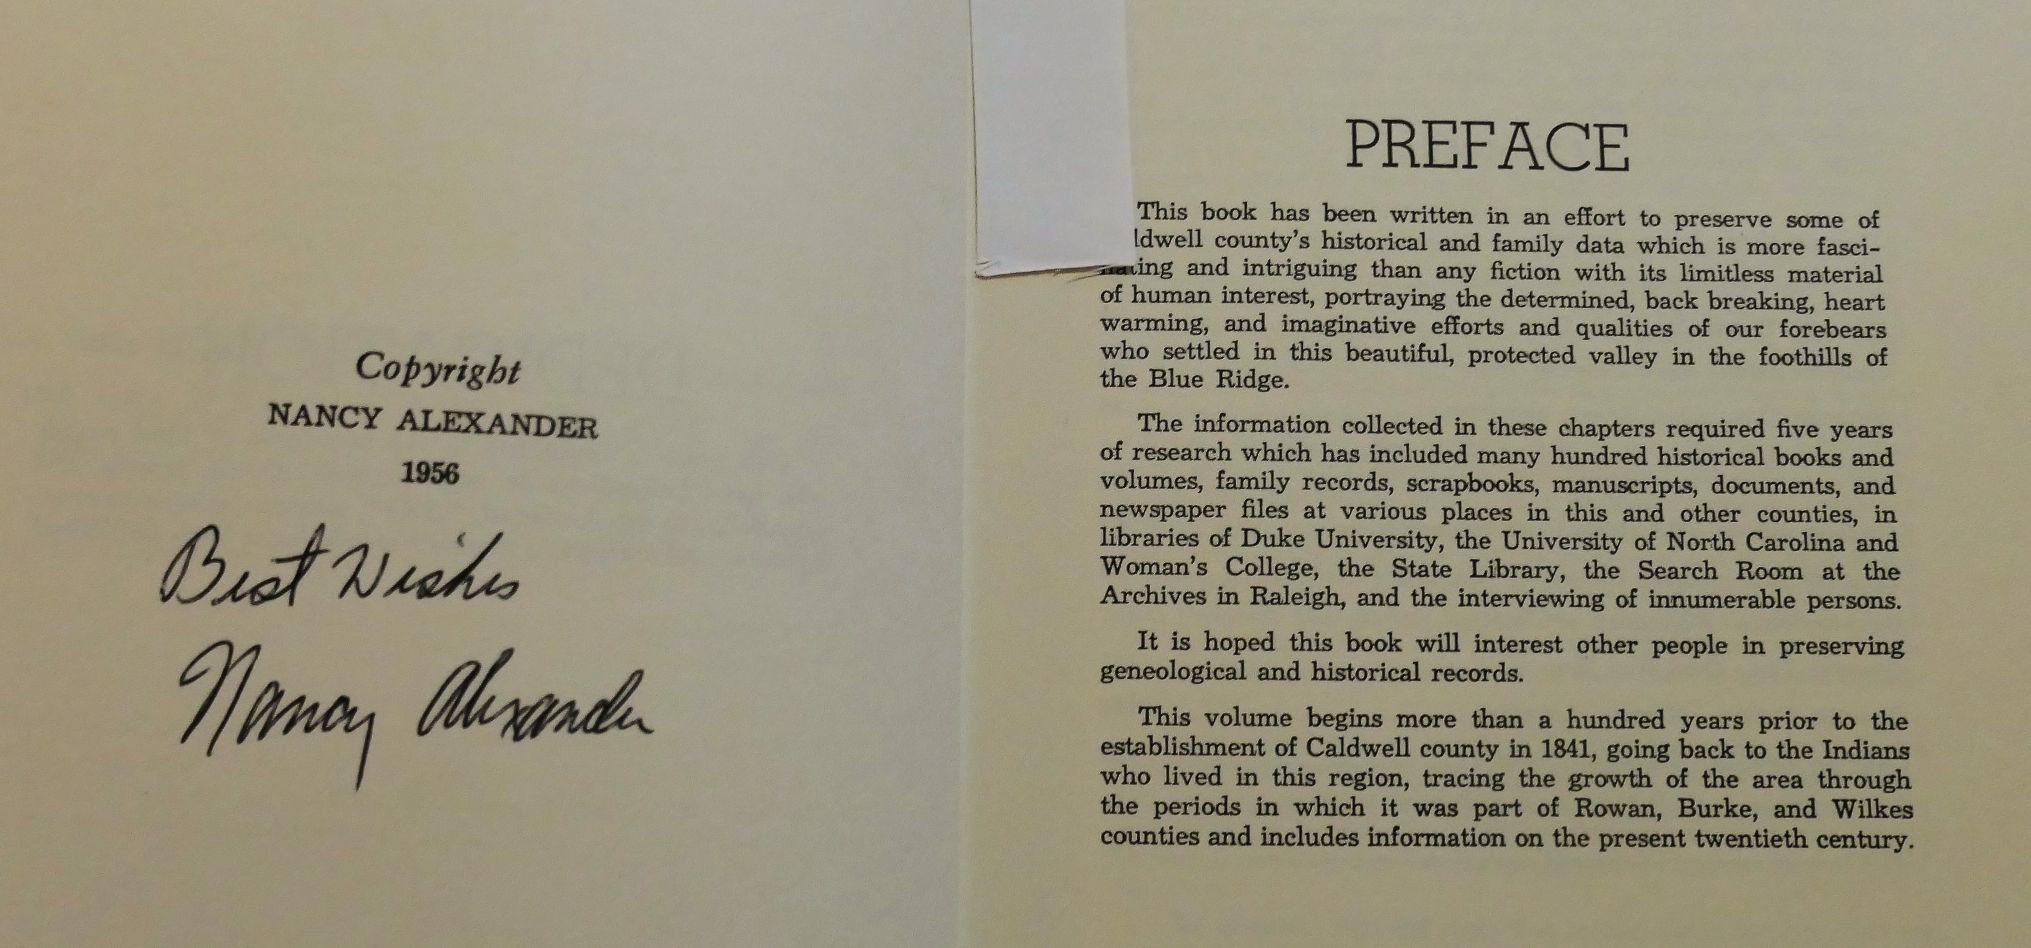 Copyright
NANCY ALEXANDER
1956
Best Wishes
Nancy Alexander
PREFACE
This book has been written in an effort to preserve some of
ldwell county's historical and family data which is more fasci-
nating and intriguing than any fiction with its limitless material
of human interest, portraying the determined, back breaking, heart
warming, and imaginative efforts and qualities of our forebears
who settled in this beautiful, protected valley in the foothills of
the Blue Ridge.
The information collected in these chapters required five years
of research which has included many hundred historical books and
volumes, family records, scrapbooks, manuscripts, documents, and
newspaper files at various places in this and other counties, in
libraries of Duke University, the University of North Carolina and
Woman's College, the State Library, the Search Room at the
Archives in Raleigh, and the interviewing of innumerable persons.
It is hoped this book will interest other people in preserving
geneological and historical records.
This volume begins more than a hundred years prior to the
establishment of Caldwell county in 1841, going back to the Indians
who lived in this region, tracing the growth of the area through
the periods in which it was part of Rowan, Burke, and Wilkes
counties and includes information on the present twentieth century.